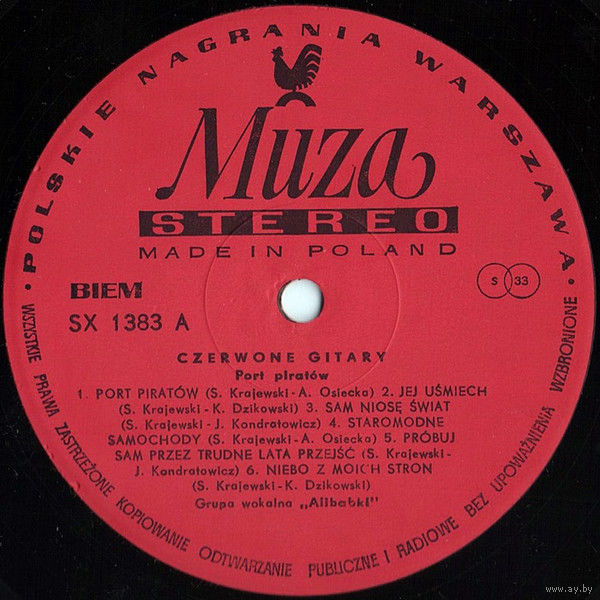 • POLSKIE NAGRANIA WARSZAWA •
Muza
STEREO
MADE IN POLAND
BIEM
S 33
SX 1383 A
CZERWONE GITARY
Port piratów
1. PORT PIRATÓW (S. Krajewski-A. Osiecka) 2. JEJ UŚMIECH
(S. Krajewski-K. Dzikowski) 3. SAM NIOSĘ ŚWIAT
(S. Krajewski-J. Kondratowicz) 4. STAROMODNE
SAMOCHODY (S. Krajewski-A. Osiecka) 5. PRÓBUJ
SAM PRZEZ TRUDNE LATA PRZEJŚĆ (S. Krajewski-
J. Kondratowicz) 6. NIEBO Z MOICH STRON
(S. Krajewski-K. Dzikowski)
Grupa wokalna „Alibabki"
WSZYSTKIE PRAWA ZASTRZEŻONE KOPIOWANIE ODTWARZANIE PUBLICZNE I RADIOWE BEZ UPOWAŻNIENIA WZBRONIONE
www.ay.by